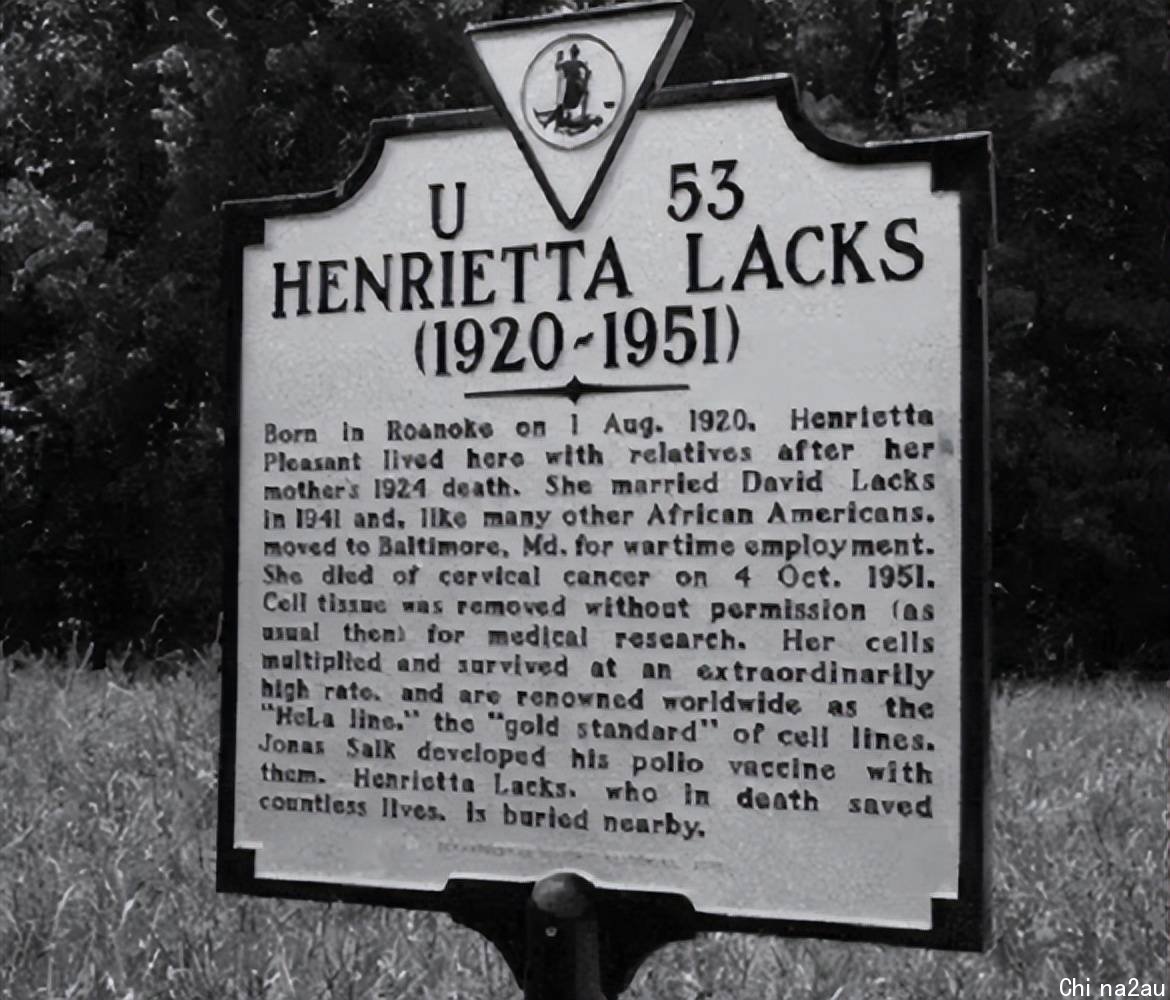 U 53
HENRIETTA LACKS
(1920-1951)
Born in Roanoke on 1 Aug. 1920, Henrietta
Pleasant lived here with relatives after her
mother's 1924 death. She married David Lacks
in 1941 and, like many other African Americans,
moved to Baltimore, Md. for wartime employment.
She died of cervical cancer on 4 Oct. 1951.
Cell tissue was removed without permission (as
usual then) for medical research. Her cells
multiplied and survived at an extraordinarily
high rate, and are renowned worldwide as the
"HeLa line," the "gold standard" of cell lines.
Jonas Salk developed his polio vaccine with
them. Henrietta Lacks, who in death saved
countless lives, is buried nearby.
Chi na2au